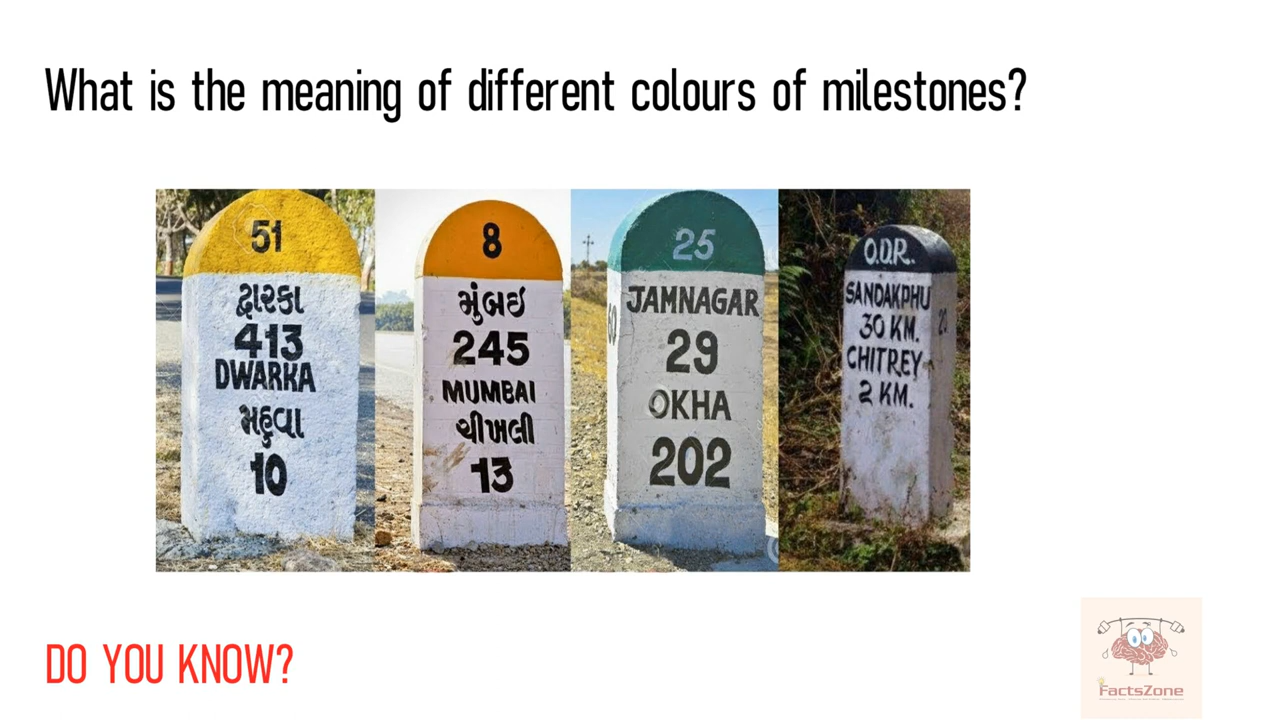 What is the meaning of different colours of milestones?
51
દ્વારકા
413
DWARKA
મહુવા
10
8
મુંબઇ
245
MUMBAI
ચીખલી
13
25
JAMNAGAR
29
OKHA
202
O.D.R.
SANDAKPHU
30 KM.
CHITREY
2 KM.
DO YOU KNOW?
FactsZone